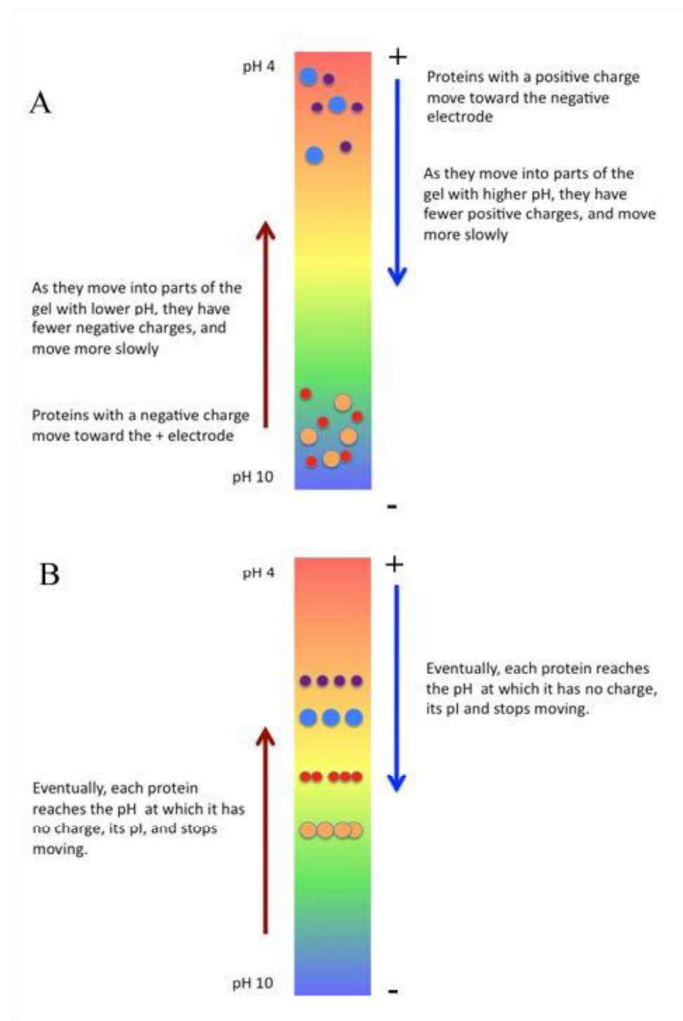 pH 4
+
Proteins with a positive charge
move toward the negative
electrode
A
As they move into parts of the
gel with higher pH, they have
fewer positive charges, and move
more slowly
As they move into parts of the
gel with lower pH, they have
fewer negative charges, and
move more slowly
Proteins with a negative charge
move toward the + electrode
pH 10
-
B
pH 4
+
Eventually, each protein reaches
the pH at which it has no charge,
its pI and stops moving.
Eventually, each protein
reaches the pH at which it has
no charge, its pI, and stops
moving.
pH 10
-